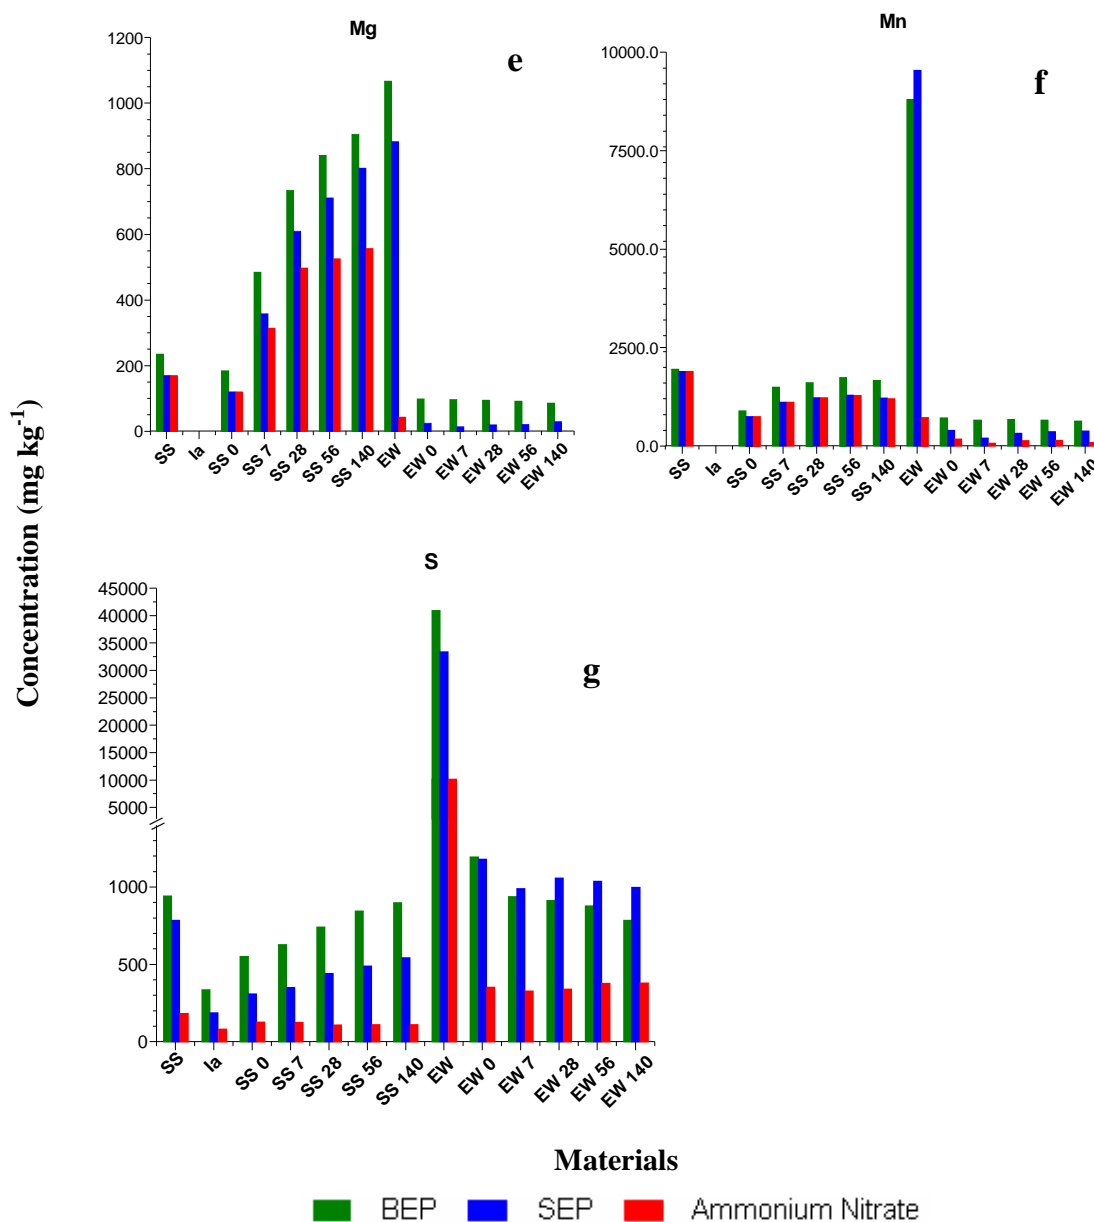 Mg
e
1200
1000
800
600
400
200
0
SS
Ia
SS 0
SS 7
SS 28
SS 56
SS 140
EW
EW 0
EW 7
EW 28
EW 56
EW 140
Mn
f
10000.0
7500.0
5000.0
2500.0
0.0
SS
Ia
SS 0
SS 7
SS 28
SS 56
SS 140
EW
EW 0
EW 7
EW 28
EW 56
EW 140
Concentration (mg kg⁻¹)
S
g
45000
40000
35000
30000
25000
20000
15000
10000
5000
1000
500
0
SS
Ia
SS 0
SS 7
SS 28
SS 56
SS 140
EW
EW 0
EW 7
EW 28
EW 56
EW 140
Materials
BEP SEP Ammonium Nitrate